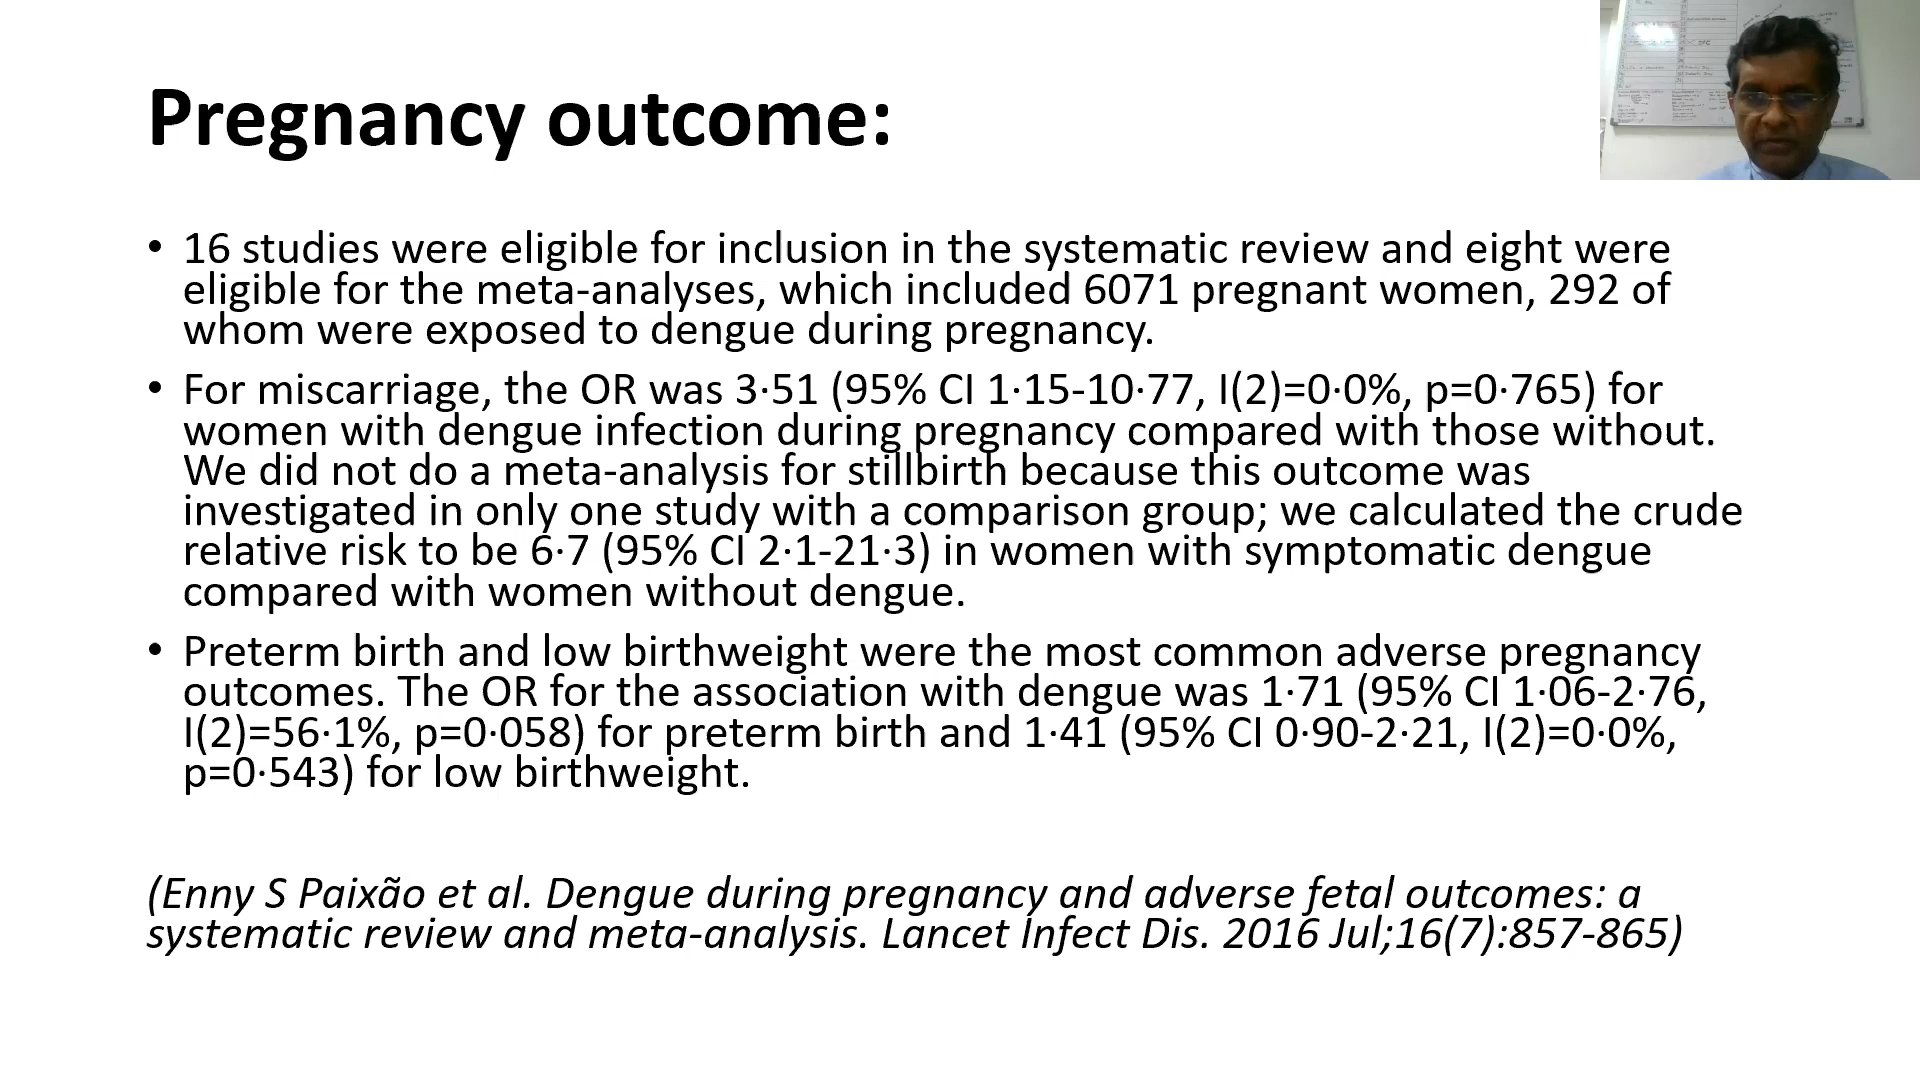 Pregnancy outcome:
• 16 studies were eligible for inclusion in the systematic review and eight were
eligible for the meta-analyses, which included 6071 pregnant women, 292 of
whom were exposed to dengue during pregnancy.
• For miscarriage, the OR was 3·51 (95% CI 1·15-10·77, I(2)=0·0%, p=0·765) for
women with dengue infection during pregnancy compared with those without.
We did not do a meta-analysis for stillbirth because this outcome was
investigated in only one study with a comparison group; we calculated the crude
relative risk to be 6·7 (95% CI 2·1-21·3) in women with symptomatic dengue
compared with women without dengue.
• Preterm birth and low birthweight were the most common adverse pregnancy
outcomes. The OR for the association with dengue was 1·71 (95% CI 1·06-2·76,
I(2)=56·1%, p=0·058) for preterm birth and 1·41 (95% CI 0·90-2·21, I(2)=0·0%,
p=0·543) for low birthweight.
(Enny S Paixão et al. Dengue during pregnancy and adverse fetal outcomes: a
systematic review and meta-analysis. Lancet Infect Dis. 2016 Jul;16(7):857-865)